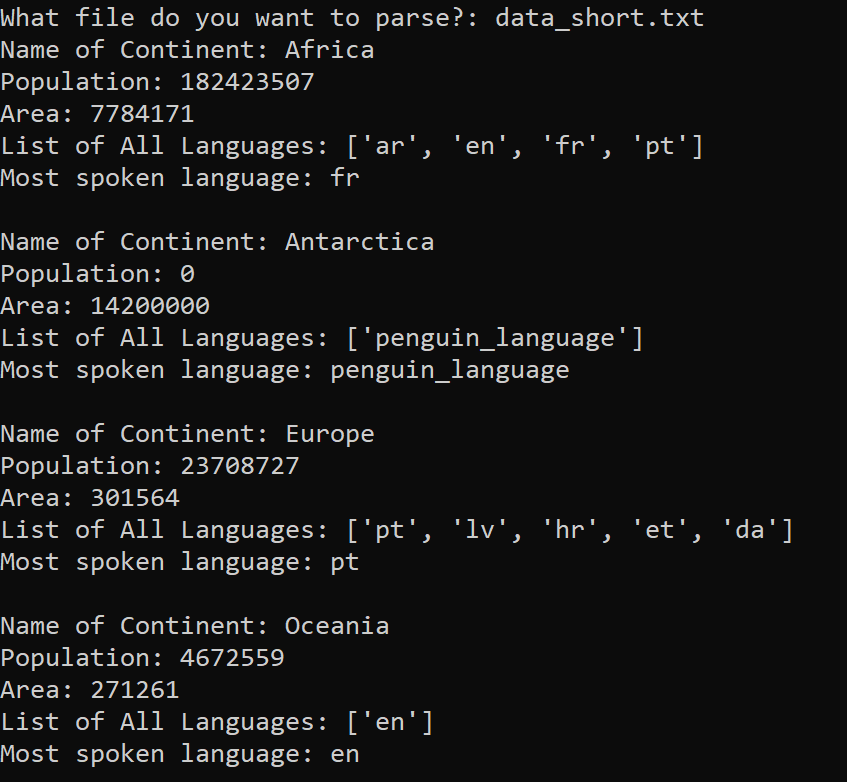 What file do you want to parse?: data_short.txt
Name of Continent: Africa
Population: 182423507
Area: 7784171
List of All Languages: ['ar', 'en', 'fr', 'pt']
Most spoken language: fr

Name of Continent: Antarctica
Population: 0
Area: 14200000
List of All Languages: ['penguin_language']
Most spoken language: penguin_language

Name of Continent: Europe
Population: 23708727
Area: 301564
List of All Languages: ['pt', 'lv', 'hr', 'et', 'da']
Most spoken language: pt

Name of Continent: Oceania
Population: 4672559
Area: 271261
List of All Languages: ['en']
Most spoken language: en